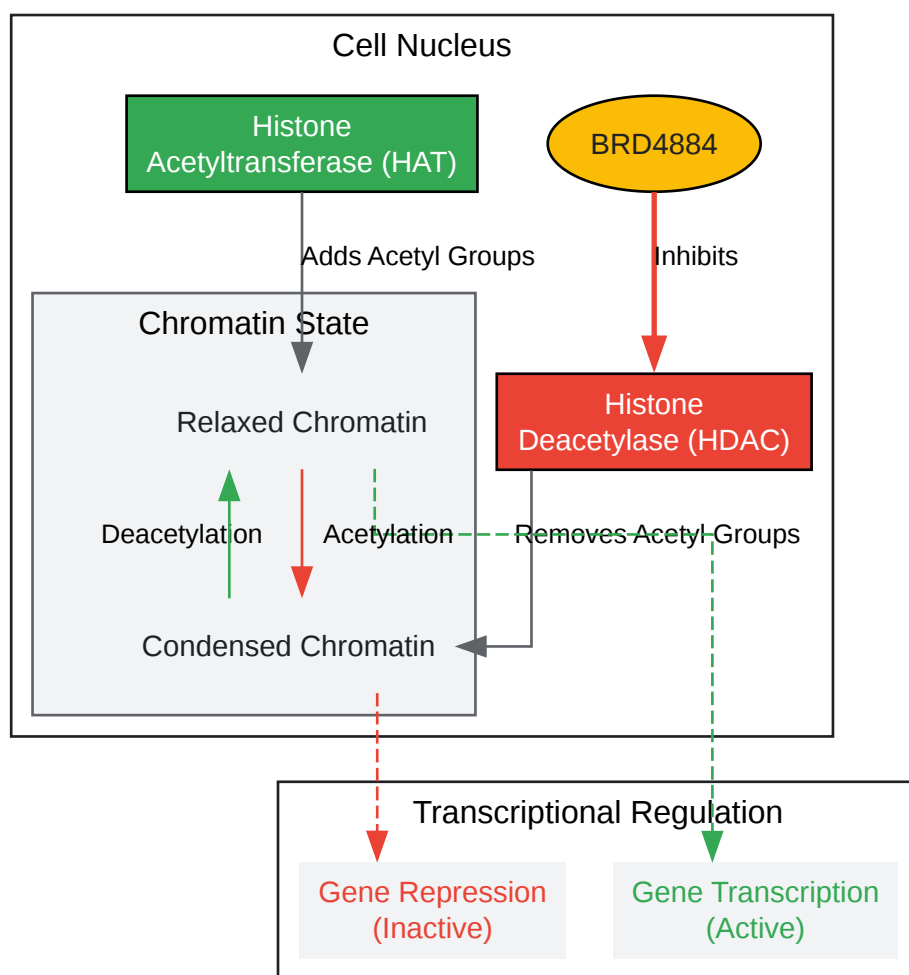 Cell Nucleus
Histone
Acetyltransferase (HAT)
BRD4884
Adds Acetyl Groups
Inhibits
Chromatin State
Relaxed Chromatin
Histone
Deacetylase (HDAC)
Deacetylation
Acetylation
Removes Acetyl Groups
Condensed Chromatin
Transcriptional Regulation
Gene Repression
(Inactive)
Gene Transcription
(Active)